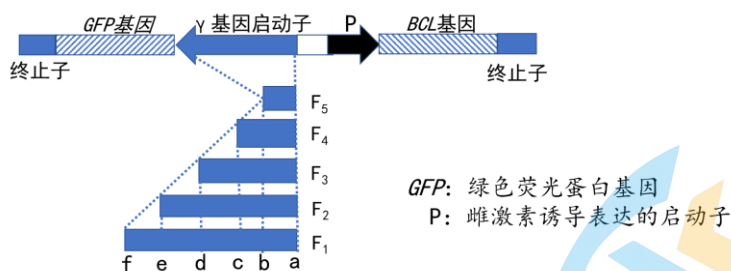 GFP基因 γ基因启动子 P BCL基因
终止子 终止子
F5
F4
F3
F2
F1
f e d c b a
GFP：绿色荧光蛋白基因
P：雌激素诱导表达的启动子